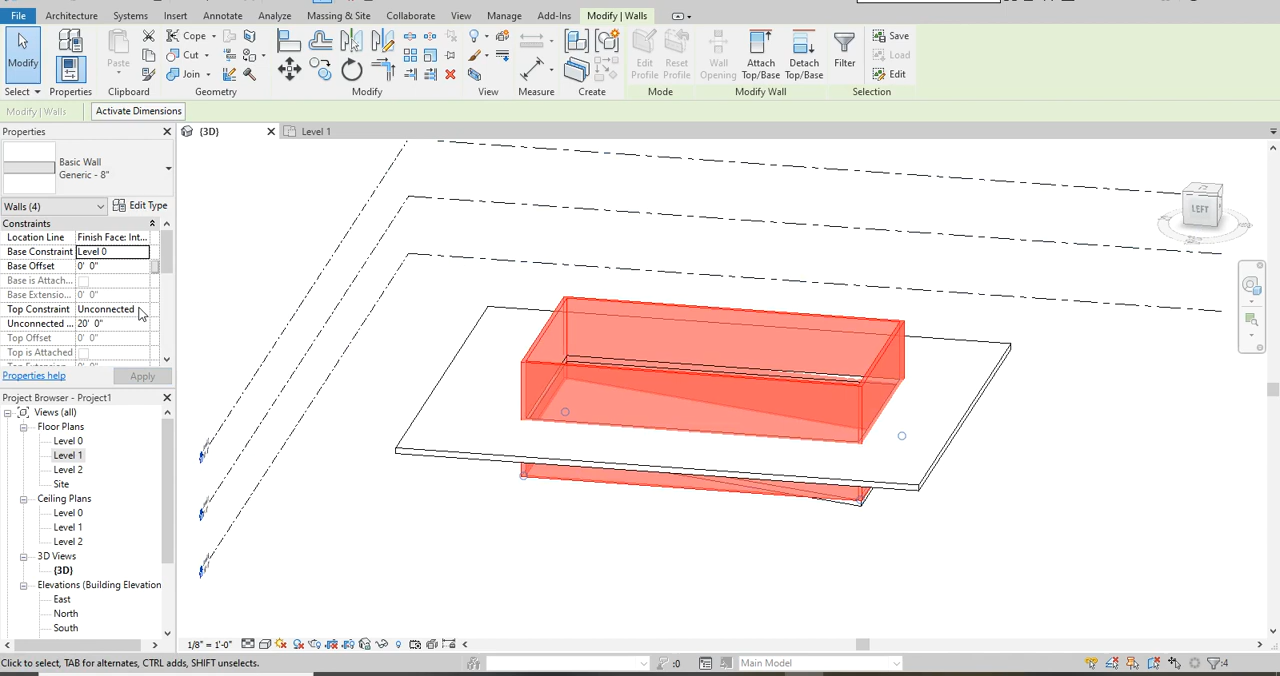 File Architecture Systems Insert Annotate Analyze Massing & Site Collaborate View Manage Add-Ins Modify | Walls
Modify
Select
Properties
Paste
Clipboard
Cope
Cut
Join
Geometry
Modify
View
Measure
Create
Edit Profile
Reset Profile
Mode
Wall Opening
Attach Top/Base
Detach Top/Base
Modify Wall
Filter
Save
Load
Edit
Selection
Modify | Walls Activate Dimensions
Properties
{3D}
Level 1
Basic Wall
Generic - 8"
Walls (4) Edit Type
Constraints
Location Line Finish Face: Int...
Base Constraint Level 0
Base Offset 0' 0"
Base is Attach...
Base Extensio... 0' 0"
Top Constraint Unconnected
Unconnected ... 20' 0"
Top Offset 0' 0"
Top is Attached
Top Extension... 0' 0"
Properties help Apply
Project Browser - Project1
Views (all)
Floor Plans
Level 0
Level 1
Level 2
Site
Ceiling Plans
Level 0
Level 1
Level 2
3D Views
{3D}
Elevations (Building Elevation
East
North
South
LEFT
1/8" = 1'-0"
Click to select, TAB for alternates, CTRL adds, SHIFT unselects.
:0
Main Model
:4